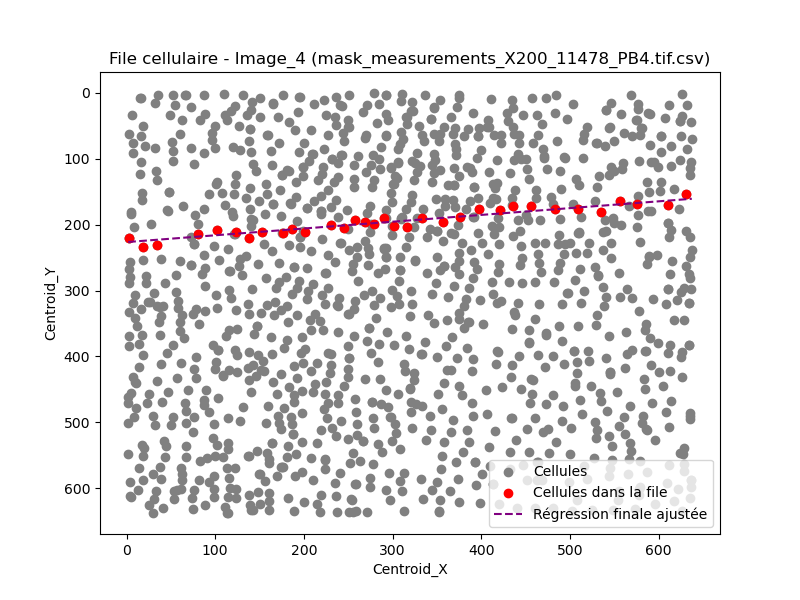 File cellulaire - Image_4 (mask_measurements_X200_11478_PB4.tif.csv)
0
100
200
300
400
500
600
Centroid_Y
Cellules
Cellules dans la file
Régression finale ajustée
0 100 200 300 400 500 600
Centroid_X